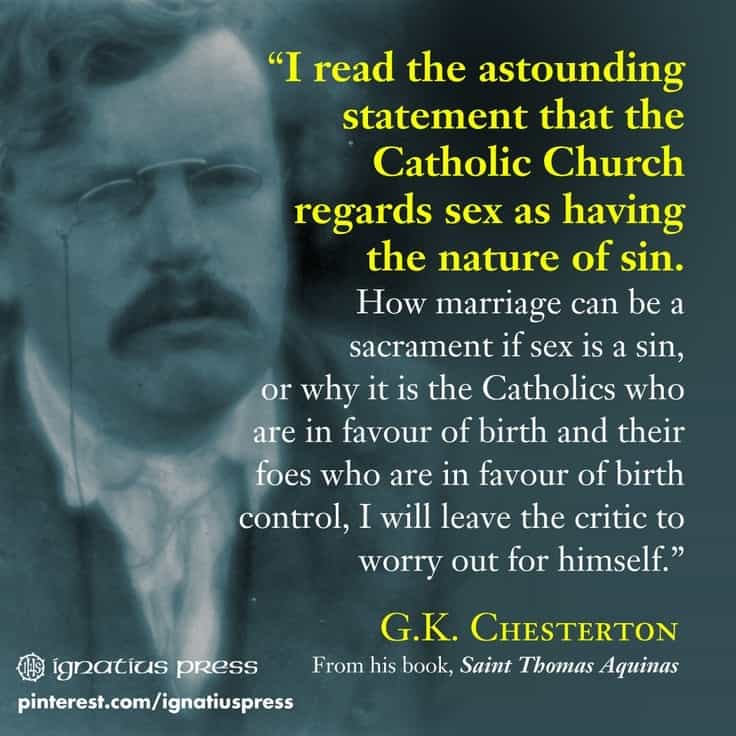 “I read the astounding
statement that the
Catholic Church
regards sex as having
the nature of sin.
How marriage can be a
sacrament if sex is a sin,
or why it is the Catholics who
are in favour of birth and their
foes who are in favour of birth
control, I will leave the critic to
worry out for himself.”
G.K. Chesterton
From his book, Saint Thomas Aquinas
IHS ignatius press
pinterest.com/ignatiuspress